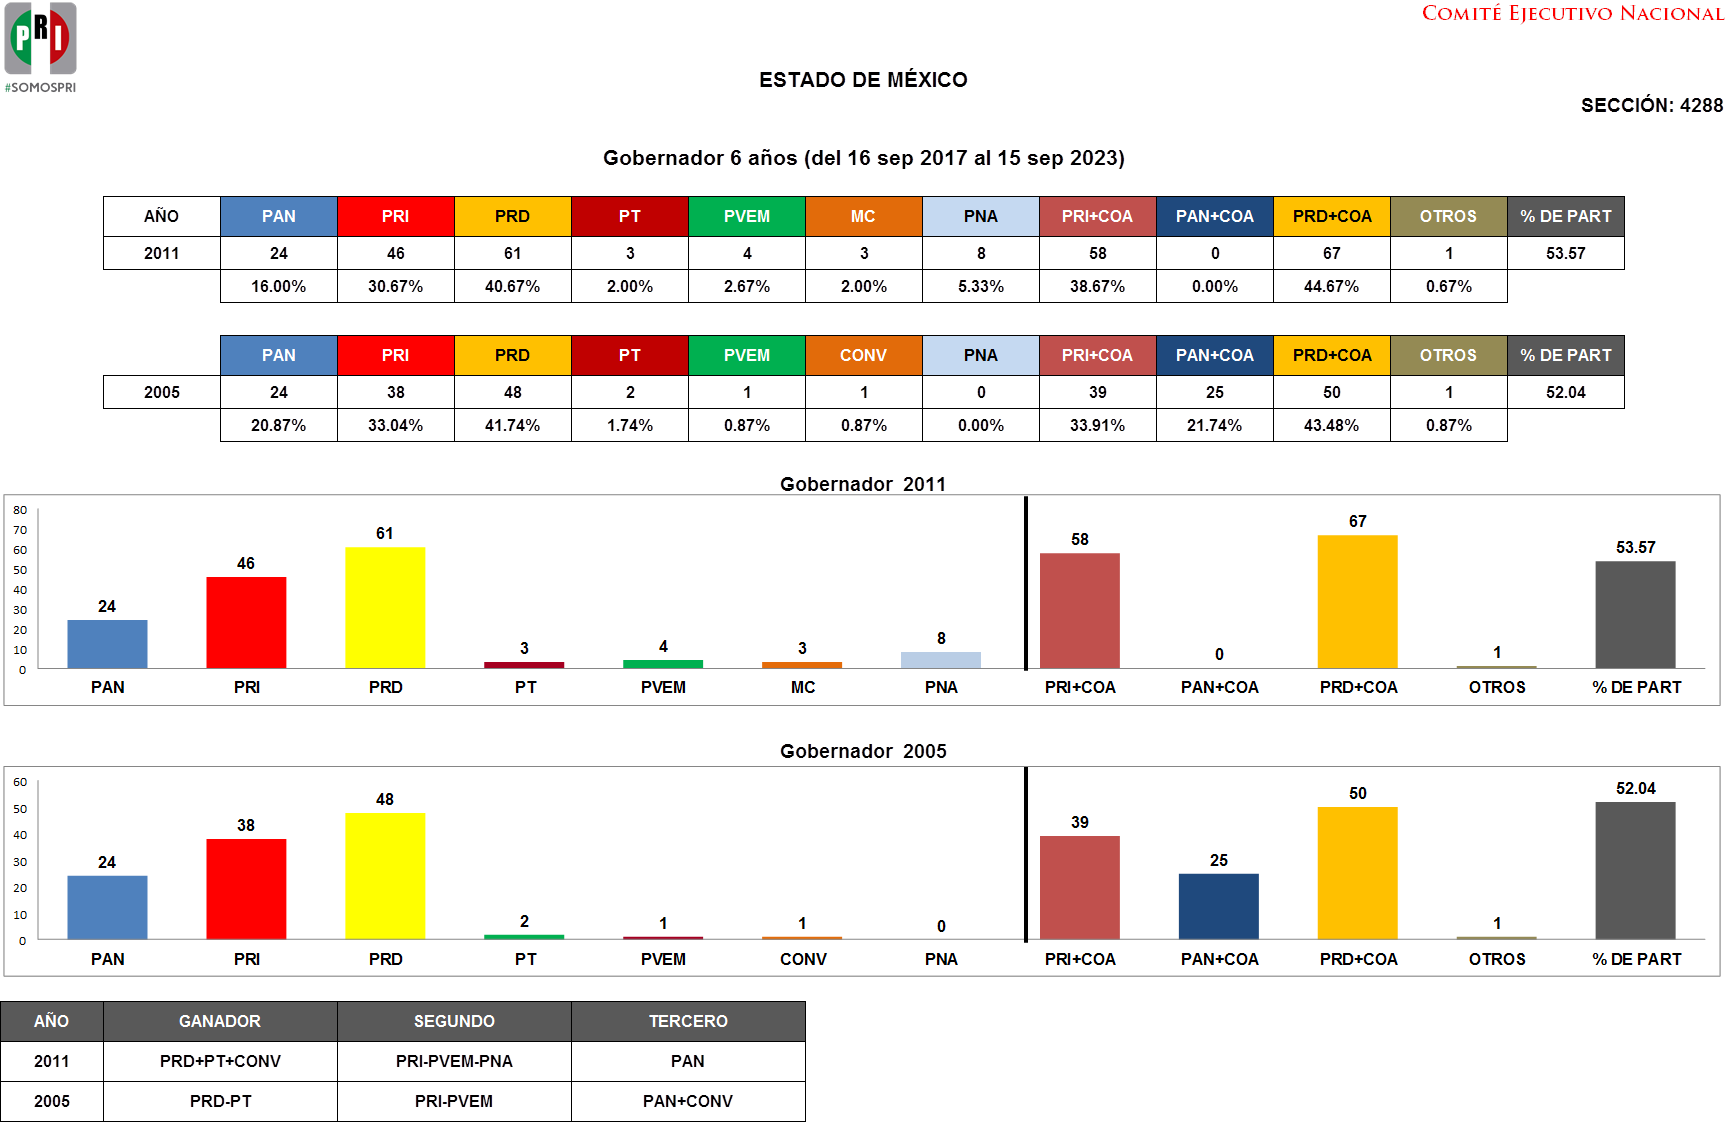 PRI
#SOMOSPRI
COMITÉ EJECUTIVO NACIONAL
ESTADO DE MÉXICO
SECCIÓN: 4288
Gobernador 6 años (del 16 sep 2017 al 15 sep 2023)
AÑO PAN PRI PRD PT PVEM MC PNA PRI+COA PAN+COA PRD+COA OTROS % DE PART
2011 24 46 61 3 4 3 8 58 0 67 1 53.57
16.00% 30.67% 40.67% 2.00% 2.67% 2.00% 5.33% 38.67% 0.00% 44.67% 0.67%
PAN PRI PRD PT PVEM CONV PNA PRI+COA PAN+COA PRD+COA OTROS % DE PART
2005 24 38 48 2 1 1 0 39 25 50 1 52.04
20.87% 33.04% 41.74% 1.74% 0.87% 0.87% 0.00% 33.91% 21.74% 43.48% 0.87%
Gobernador 2011
80
70
60
50
40
30
20
10
0
24 46 61 3 4 3 8 58 0 67 1 53.57
PAN PRI PRD PT PVEM MC PNA PRI+COA PAN+COA PRD+COA OTROS % DE PART
Gobernador 2005
60
50
40
30
20
10
0
24 38 48 2 1 1 0 39 25 50 1 52.04
PAN PRI PRD PT PVEM CONV PNA PRI+COA PAN+COA PRD+COA OTROS % DE PART
AÑO GANADOR SEGUNDO TERCERO
2011 PRD+PT+CONV PRI-PVEM-PNA PAN
2005 PRD-PT PRI-PVEM PAN+CONV